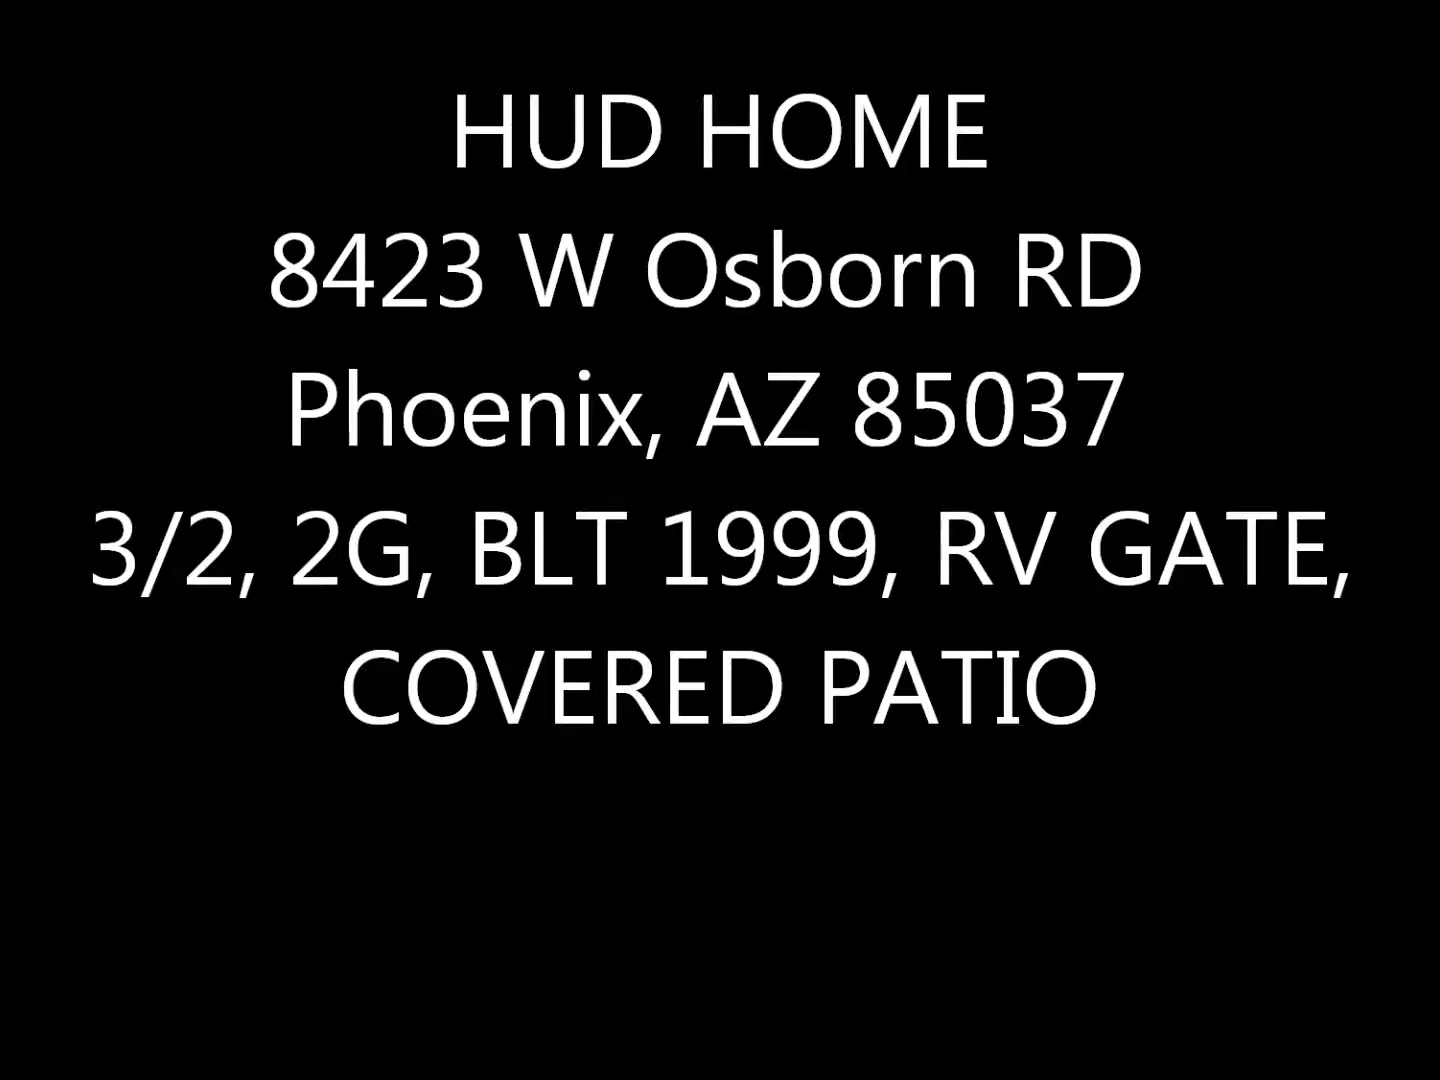 HUD HOME
8423 W Osborn RD
Phoenix, AZ 85037
3/2, 2G, BLT 1999, RV GATE,
COVERED PATIO